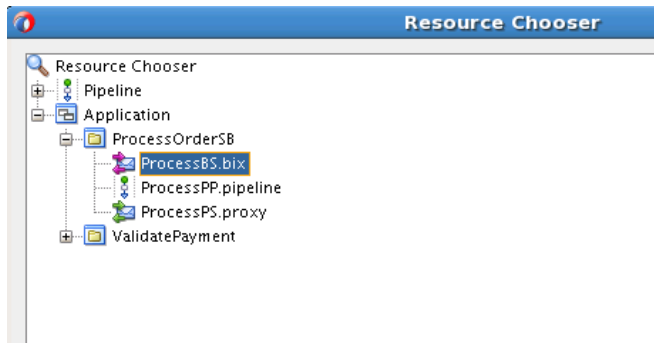 Resource Chooser
Resource Chooser
Pipeline
Application
ProcessOrderSB
ProcessBS.bix
ProcessPP.pipeline
ProcessPS.proxy
ValidatePayment